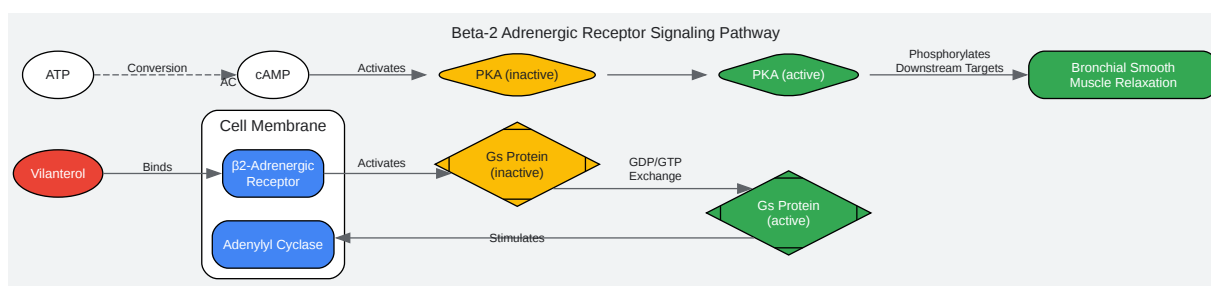 Beta-2 Adrenergic Receptor Signaling Pathway
ATP
Conversion
AC
cAMP
Activates
PKA (inactive)
PKA (active)
Phosphorylates
Downstream Targets
Bronchial Smooth
Muscle Relaxation
Cell Membrane
Vilanterol
Binds
β2-Adrenergic
Receptor
Activates
Gs Protein
(inactive)
GDP/GTP
Exchange
Gs Protein
(active)
Stimulates
Adenylyl Cyclase